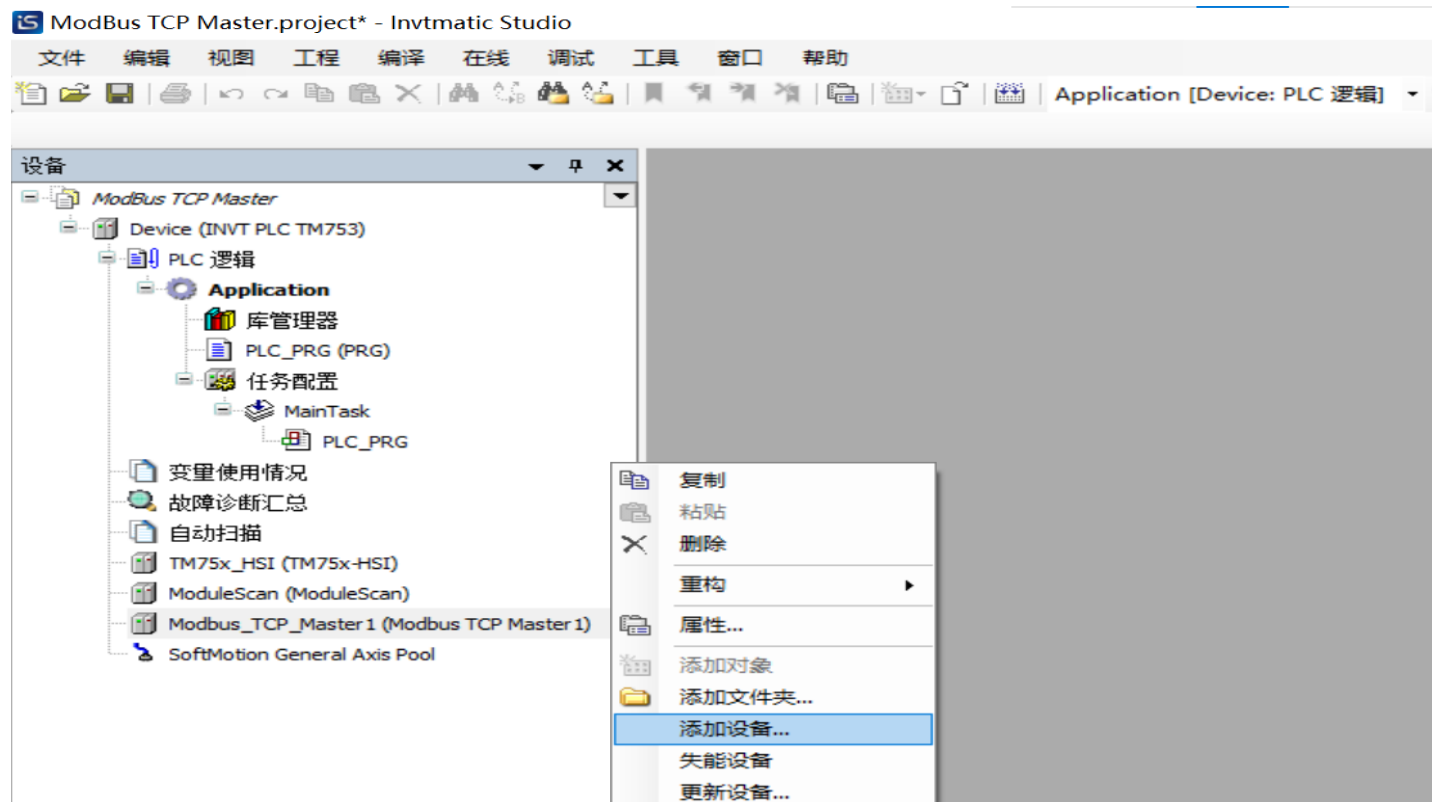 iS ModBus TCP Master.project* - Invtmatic Studio
文件 编辑 视图 工程 编译 在线 调试 工具 窗口 帮助
Application [Device: PLC 逻辑]
设备
ModBus TCP Master
Device (INVT PLC TM753)
PLC 逻辑
Application
库管理器
PLC_PRG (PRG)
任务配置
MainTask
PLC_PRG
变量使用情况
故障诊断汇总
自动扫描
TM75x_HSI (TM75x-HSI)
ModuleScan (ModuleScan)
Modbus_TCP_Master1 (Modbus TCP Master1)
SoftMotion General Axis Pool
复制
粘贴
删除
重构
属性...
添加对象
添加文件夹...
添加设备...
失能设备
更新设备...